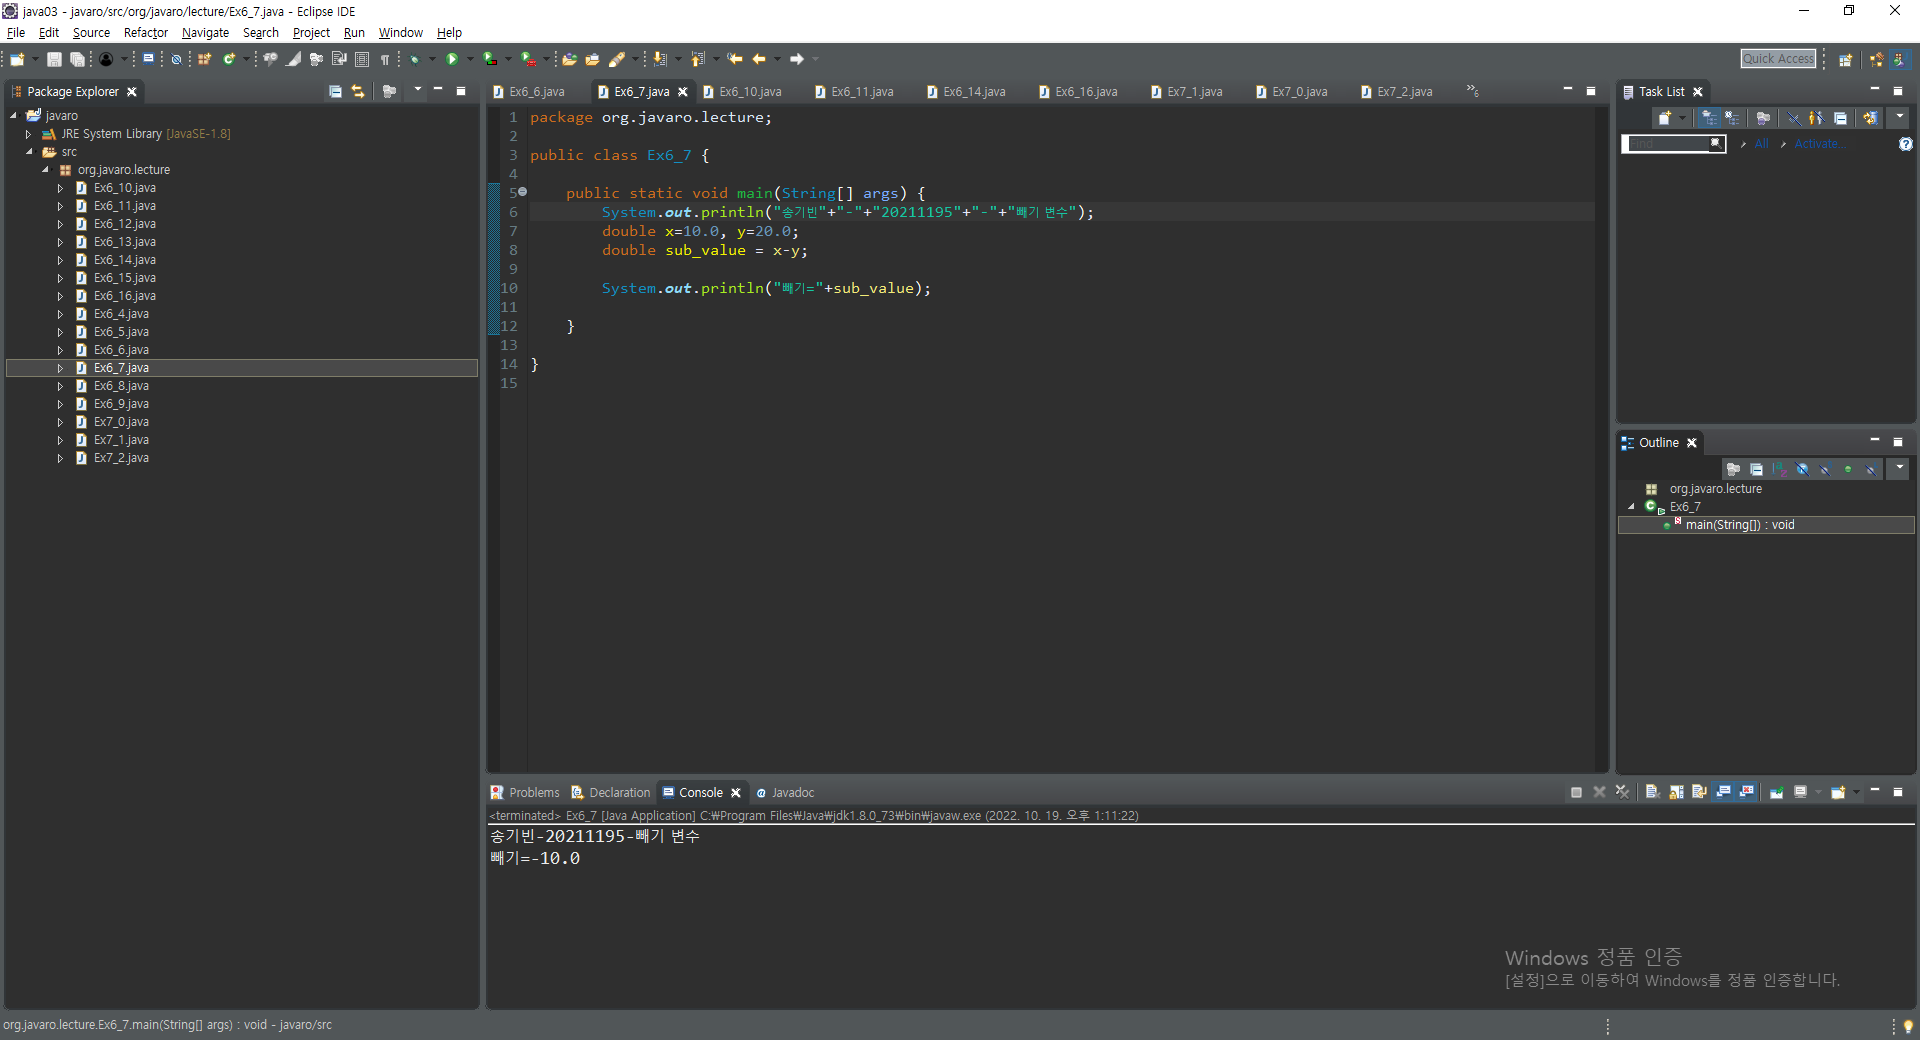 java03 - javaro/src/org/javaro/lecture/Ex6_7.java - Eclipse IDE
File Edit Source Refactor Navigate Search Project Run Window Help
Quick Access
Package Explorer
javaro
JRE System Library [JavaSE-1.8]
src
org.javaro.lecture
Ex6_10.java
Ex6_11.java
Ex6_12.java
Ex6_13.java
Ex6_14.java
Ex6_15.java
Ex6_16.java
Ex6_4.java
Ex6_5.java
Ex6_6.java
Ex6_7.java
Ex6_8.java
Ex6_9.java
Ex7_0.java
Ex7_1.java
Ex7_2.java
Ex6_6.java Ex6_7.java Ex6_10.java Ex6_11.java Ex6_14.java Ex6_16.java Ex7_1.java Ex7_0.java Ex7_2.java »6
1 package org.javaro.lecture;
2
3 public class Ex6_7 {
4
5 public static void main(String[] args) {
6 System.out.println("송기빈"+"-"+"20211195"+"-"+"빼기 변수");
7 double x=10.0, y=20.0;
8 double sub_value = x-y;
9
10 System.out.println("빼기="+sub_value);
11
12 }
13
14 }
15
Task List
Find All Activate...
Outline
org.javaro.lecture
Ex6_7
main(String[]) : void
Problems Declaration Console Javadoc
<terminated> Ex6_7 [Java Application] C:₩Program Files₩Java₩jdk1.8.0_73₩bin₩javaw.exe (2022. 10. 19. 오후 1:11:22)
송기빈-20211195-빼기 변수
빼기=-10.0
Windows 정품 인증
[설정]으로 이동하여 Windows를 정품 인증합니다.
org.javaro.lecture.Ex6_7.main(String[] args) : void - javaro/src